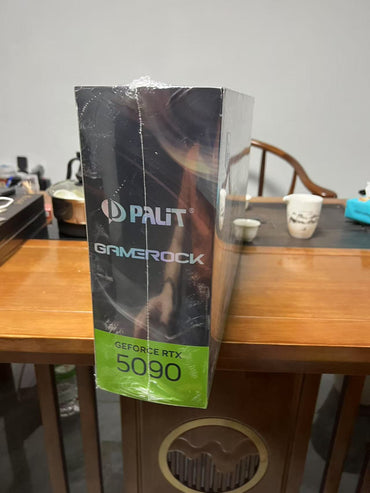 PALIT®
GAMEROCK
GEFORCE RTX
5090